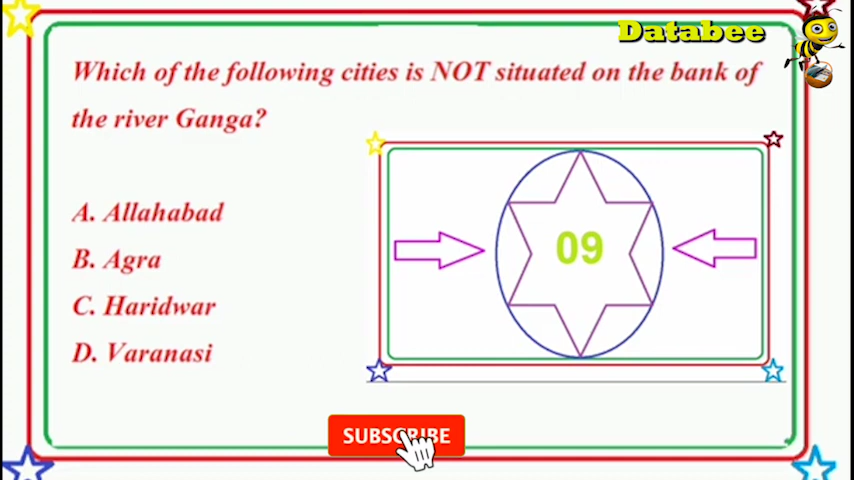 Databee
Which of the following cities is NOT situated on the bank of
the river Ganga?
A. Allahabad
B. Agra
C. Haridwar
D. Varanasi
09
SUBSCRIBE